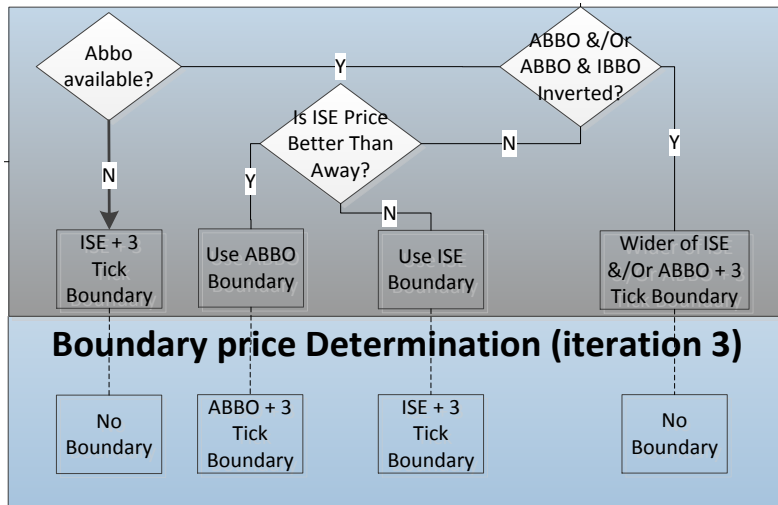 Abbo
available?
Y
ABBO &/Or
ABBO & IBBO
Inverted?
Is ISE Price
Better Than
Away?
N
Y
N
Y
N
ISE + 3
Tick
Boundary
Use ABBO
Boundary
Use ISE
Boundary
Wider of ISE
&/Or ABBO + 3
Tick Boundary
Boundary price Determination (iteration 3)
No
Boundary
ABBO + 3
Tick
Boundary
ISE + 3
Tick
Boundary
No
Boundary